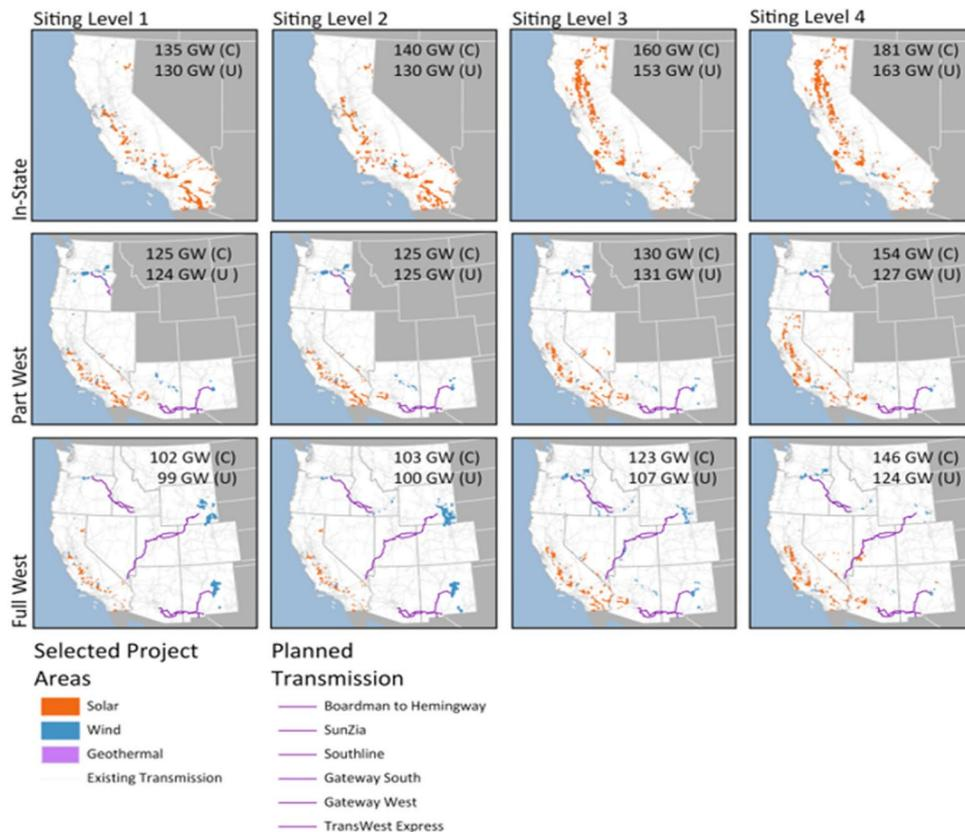 Siting Level 1
Siting Level 2
Siting Level 3
Siting Level 4
In-State
135 GW (C)
130 GW (U)
140 GW (C)
130 GW (U)
160 GW (C)
153 GW (U)
181 GW (C)
163 GW (U)
Part West
125 GW (C)
124 GW (U )
125 GW (C)
125 GW (U)
130 GW (C)
131 GW (U)
154 GW (C)
127 GW (U)
Full West
102 GW (C)
99 GW (U)
103 GW (C)
100 GW (U)
123 GW (C)
107 GW (U)
146 GW (C)
124 GW (U)
Selected Project
Areas
Solar
Wind
Geothermal
Existing Transmission
Planned
Transmission
Boardman to Hemingway
SunZia
Southline
Gateway South
Gateway West
TransWest Express